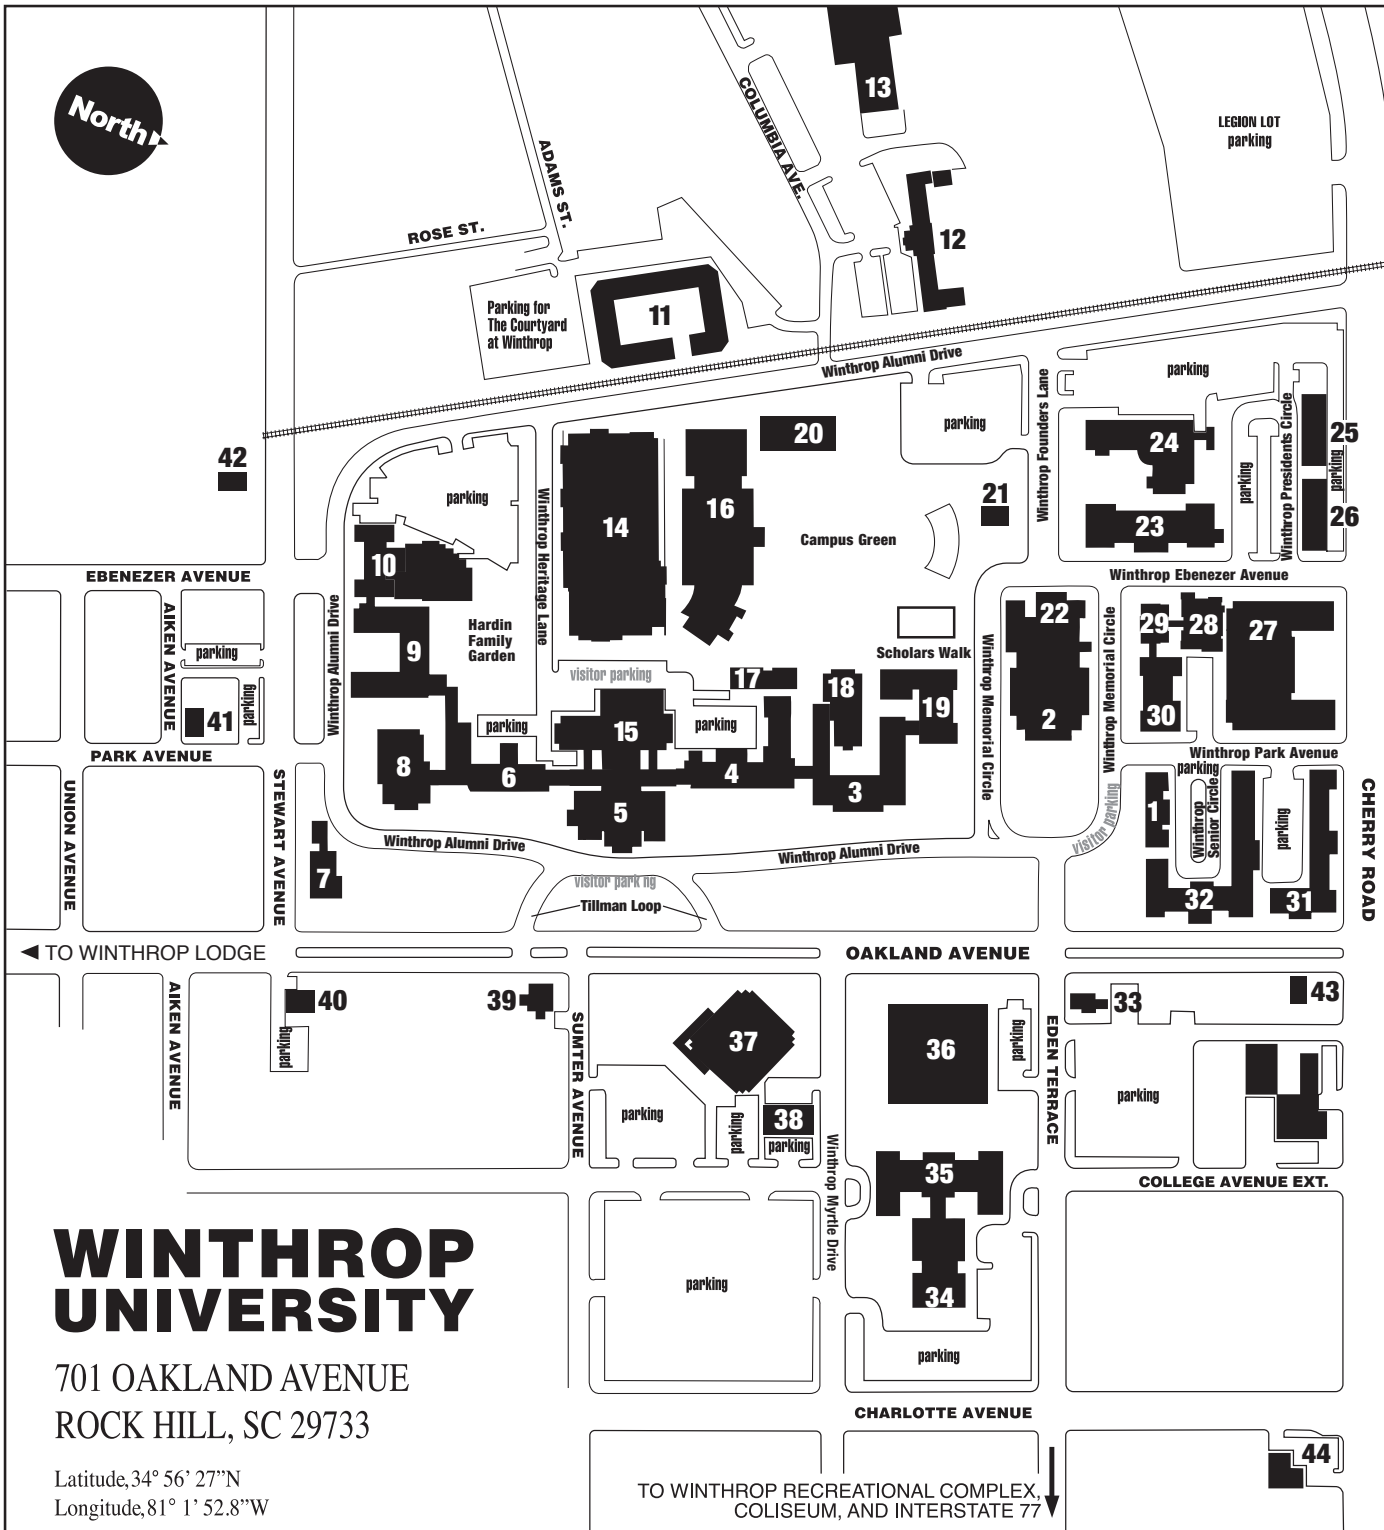 North
COLUMBIA AVE.
13
LEGION LOT
parking
ADAMS ST.
ROSE ST.
12
Parking for
The Courtyard
at Winthrop
11
Winthrop Alumni Drive
parking
Winthrop Founders Lane
Winthrop Presidents Circle
20
parking
24
25
parking
42
parking
Winthrop Heritage Lane
14
16
21
parking
23
26
10
Campus Green
EBENEZER AVENUE
Winthrop Ebenezer Avenue
AIKEN AVENUE
Winthrop Alumni Drive
9
Hardin
Family
Garden
22
Winthrop Memorial Circle
29
28
27
parking
Scholars Walk
Winthrop Memorial Circle
visitor parking
17
18
19
2
30
parking
41
parking
15
parking
PARK AVENUE
Winthrop Park Avenue
8
6
4
3
parking
UNION AVENUE
STEWART AVENUE
5
1
Winthrop
Senior Circle
parking
CHERRY ROAD
visitor parking
Winthrop Alumni Drive
Winthrop Alumni Drive
7
visitor park ng
Tillman Loop
32
31
TO WINTHROP LODGE
OAKLAND AVENUE
AIKEN AVENUE
40
39
33
43
parking
SUMTER AVENUE
37
36
parking
EDEN TERRACE
parking
parking
parking
38
parking
Winthrop Myrtle Drive
35
COLLEGE AVENUE EXT.
WINTHROP
UNIVERSITY
parking
34
701 OAKLAND AVENUE
ROCK HILL, SC 29733
parking
CHARLOTTE AVENUE
44
Latitude,34° 56’ 27”N
Longitude,81° 1’ 52.8”W
TO WINTHROP RECREATIONAL COMPLEX,
COLISEUM, AND INTERSTATE 77